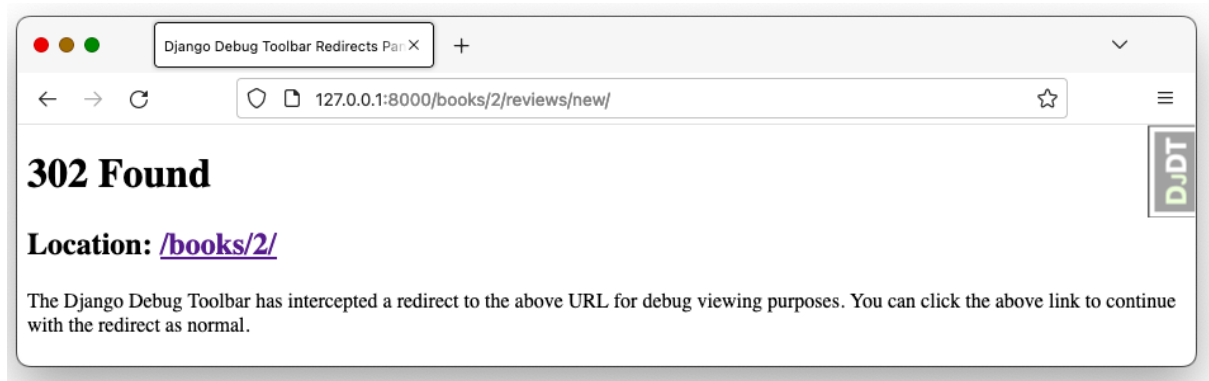 Django Debug Toolbar Redirects Pan
127.0.0.1:8000/books/2/reviews/new/
DJDT
302 Found
Location: /books/2/
The Django Debug Toolbar has intercepted a redirect to the above URL for debug viewing purposes. You can click the above link to continue
with the redirect as normal.